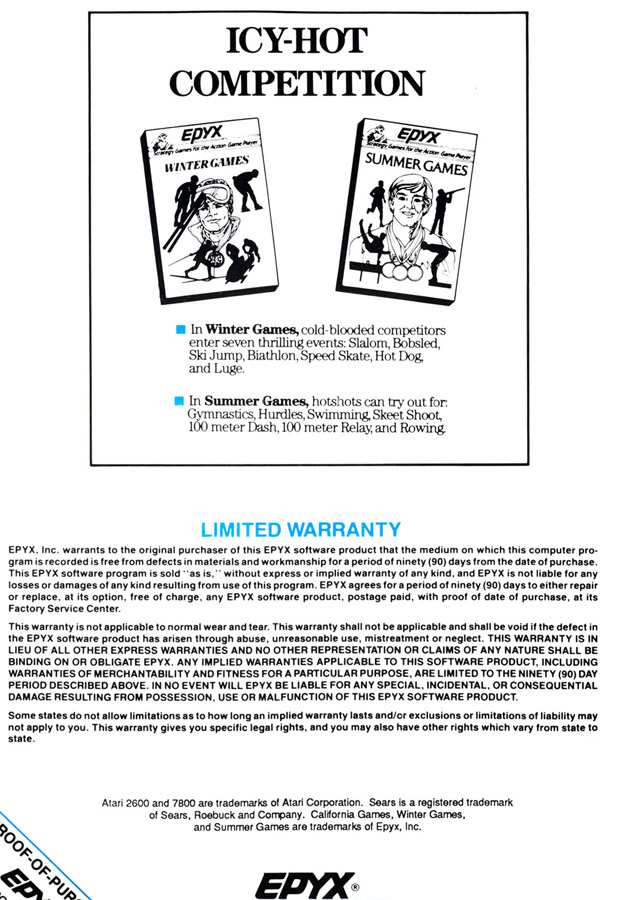 ICY-HOT
COMPETITION
EPYX
Strategy Games for the Action Game Player
WINTER GAMES
EPYX
Strategy Games for the Action Game Player
SUMMER GAMES
In Winter Games, cold-blooded competitors
enter seven thrilling events: Slalom, Bobsled,
Ski Jump, Biathlon, Speed Skate, Hot Dog,
and Luge.
In Summer Games, hotshots can try out for:
Gymnastics, Hurdles, Swimming, Skeet Shoot,
100 meter Dash, 100 meter Relay, and Rowing.
LIMITED WARRANTY
EPYX, Inc. warrants to the original purchaser of this EPYX software product that the medium on which this computer pro-
gram is recorded is free from defects in materials and workmanship for a period of ninety (90) days from the date of purchase.
This EPYX software program is sold "as is," without express or implied warranty of any kind, and EPYX is not liable for any
losses or damages of any kind resulting from use of this program. EPYX agrees for a period of ninety (90) days to either repair
or replace, at its option, free of charge, any EPYX software product, postage paid, with proof of date of purchase, at its
Factory Service Center.
This warranty is not applicable to normal wear and tear. This warranty shall not be applicable and shall be void if the defect in
the EPYX software product has arisen through abuse, unreasonable use, mistreatment or neglect. THIS WARRANTY IS IN
LIEU OF ALL OTHER EXPRESS WARRANTIES AND NO OTHER REPRESENTATION OR CLAIMS OF ANY NATURE SHALL BE
BINDING ON OR OBLIGATE EPYX. ANY IMPLIED WARRANTIES APPLICABLE TO THIS SOFTWARE PRODUCT, INCLUDING
WARRANTIES OF MERCHANTABILITY AND FITNESS FOR A PARTICULAR PURPOSE, ARE LIMITED TO THE NINETY (90) DAY
PERIOD DESCRIBED ABOVE. IN NO EVENT WILL EPYX BE LIABLE FOR ANY SPECIAL, INCIDENTAL, OR CONSEQUENTIAL
DAMAGE RESULTING FROM POSSESSION, USE OR MALFUNCTION OF THIS EPYX SOFTWARE PRODUCT.
Some states do not allow limitations as to how long an implied warranty lasts and/or exclusions or limitations of liability may
not apply to you. This warranty gives you specific legal rights, and you may also have other rights which vary from state to
state.
Atari 2600 and 7800 are trademarks of Atari Corporation. Sears is a registered trademark
of Sears, Roebuck and Company. California Games, Winter Games,
and Summer Games are trademarks of Epyx, Inc.
EPYX®